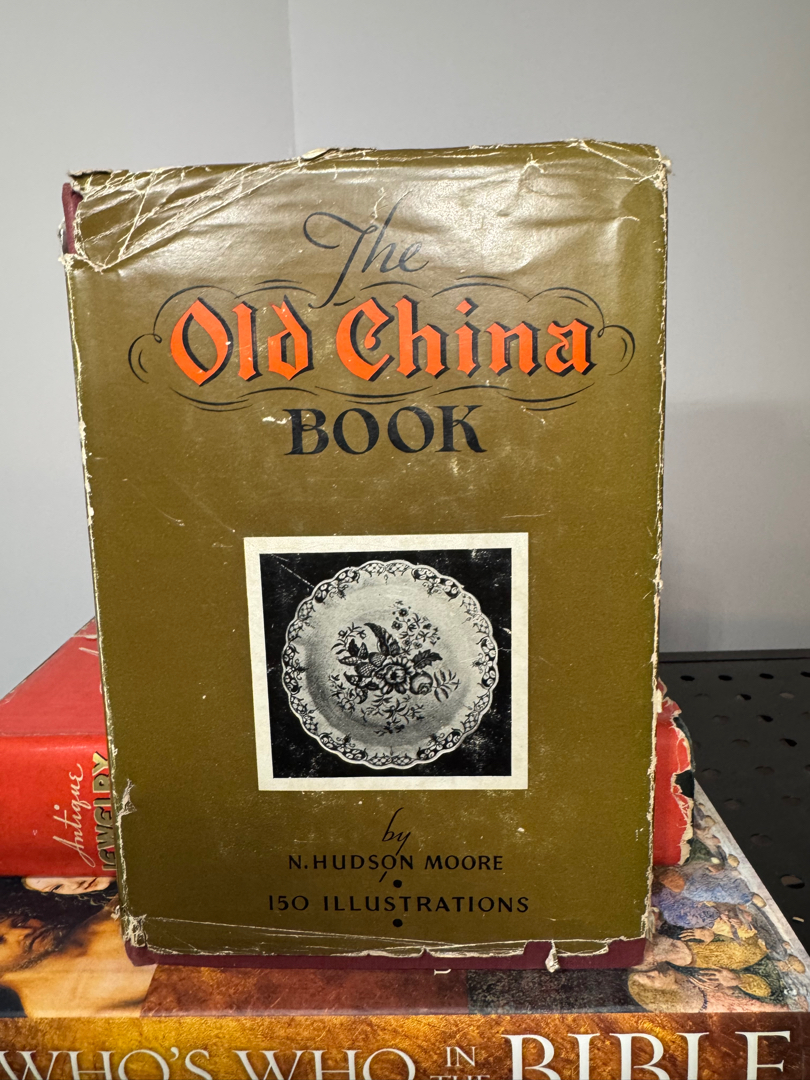 The
Old China
BOOK
by
N. HUDSON MOORE
150 ILLUSTRATIONS
Antique
JEWELRY
WHO'S WHO IN THE BIBLE